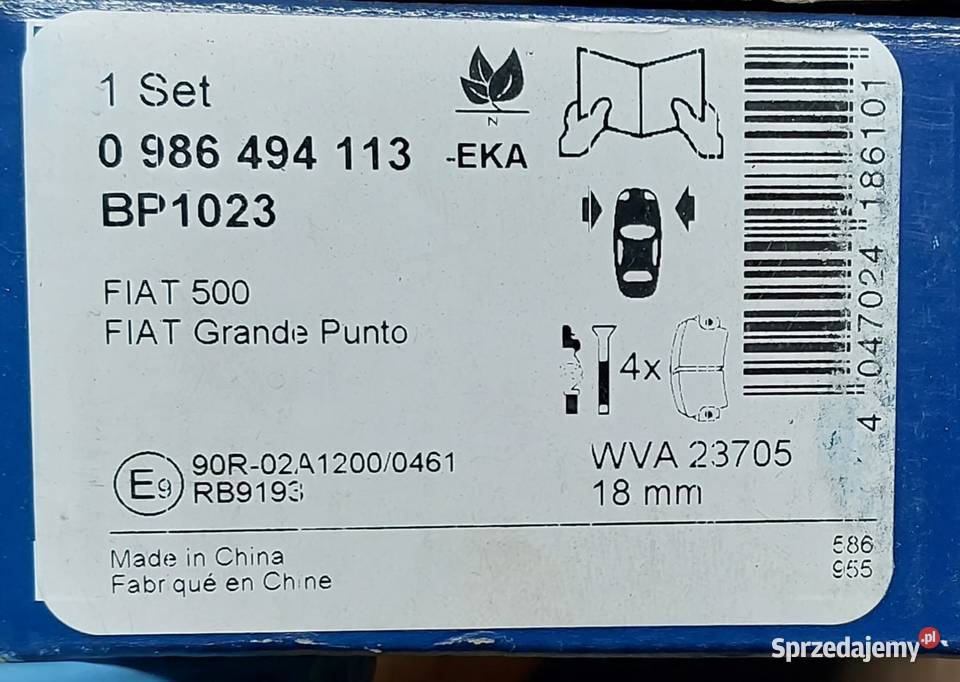 1 Set
0 986 494 113 -EKA
N
BP1023
FIAT 500
FIAT Grande Punto
4x
4 047024 186101
E9
90R-02A1200/0461
RB9193
WVA 23705
18 mm
Made in China
Fabriqué en Chine
586
955
Sprzedajemy.pl